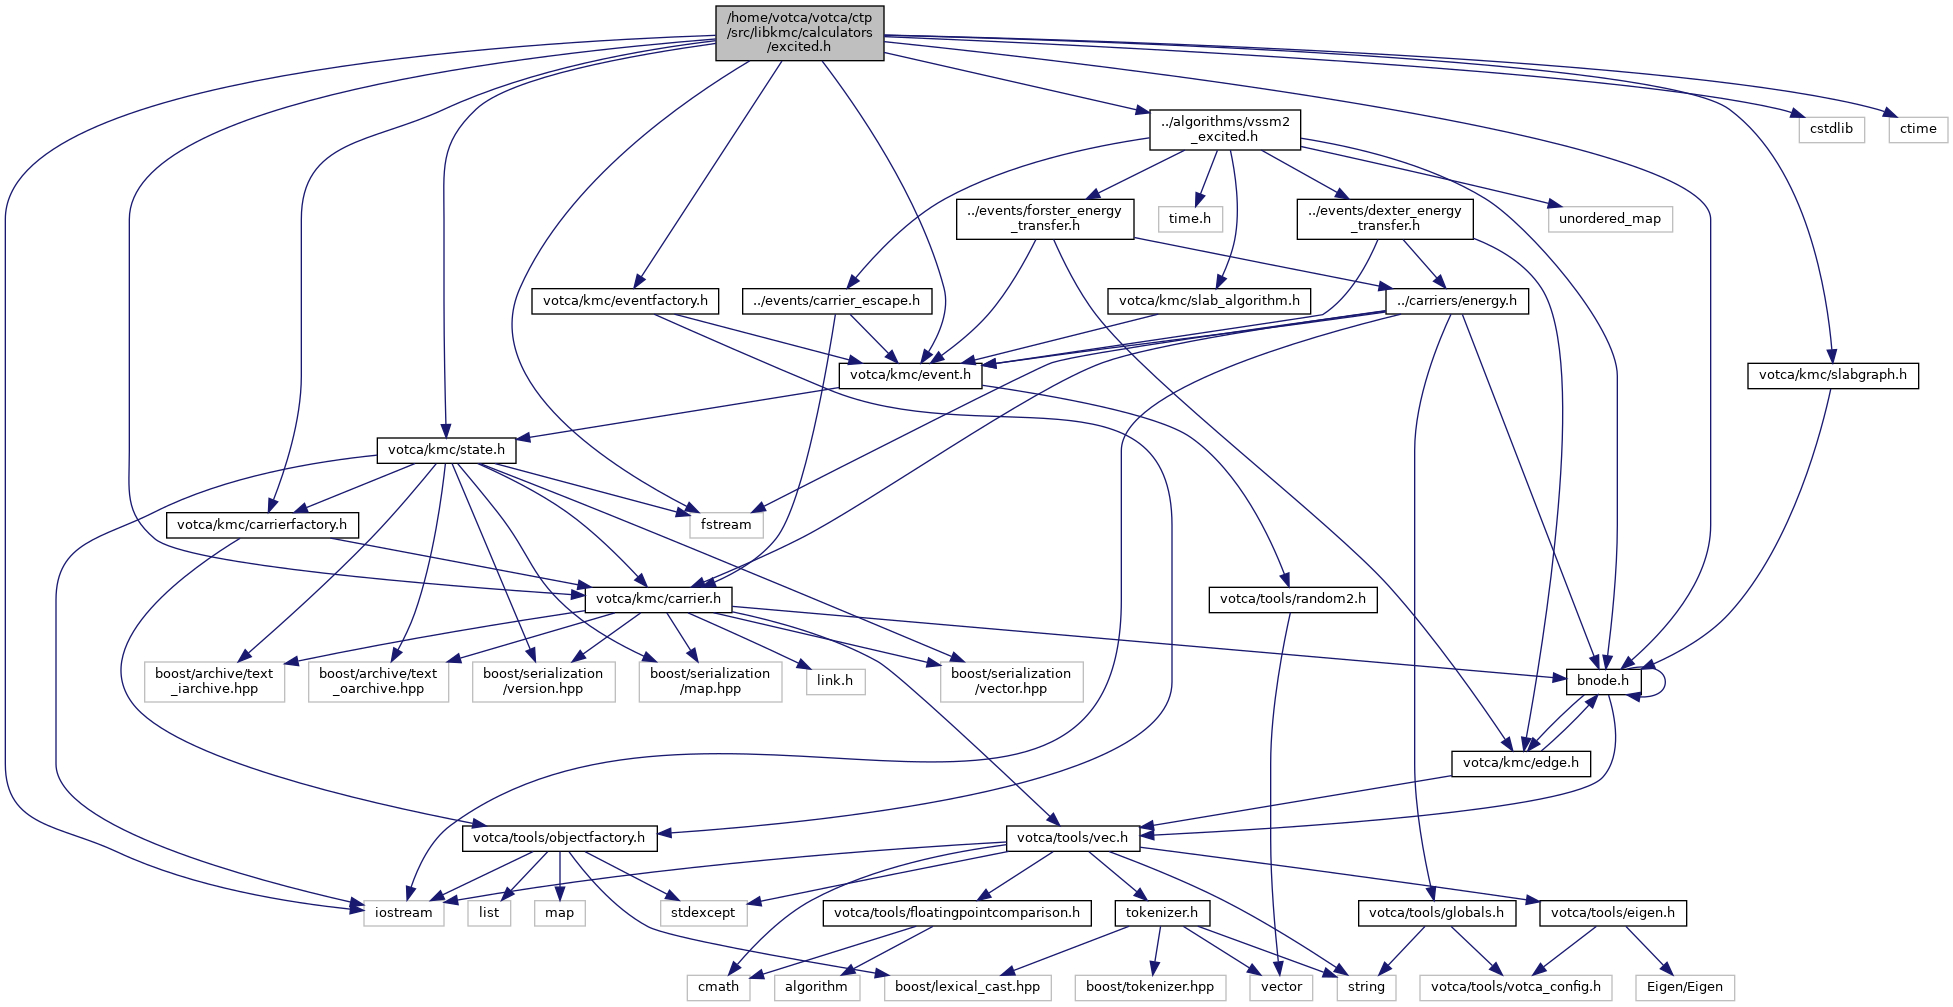 /home/votca/votca/ctp
/src/libkmc/calculators
/excited.h
../algorithms/vssm2
_excited.h
cstdlib
ctime
../events/forster_energy
_transfer.h
time.h
../events/dexter_energy
_transfer.h
unordered_map
votca/kmc/eventfactory.h
../events/carrier_escape.h
votca/kmc/slab_algorithm.h
../carriers/energy.h
votca/kmc/event.h
votca/kmc/slabgraph.h
votca/kmc/state.h
votca/kmc/carrierfactory.h
fstream
votca/kmc/carrier.h
votca/tools/random2.h
boost/archive/text
_iarchive.hpp
boost/archive/text
_oarchive.hpp
boost/serialization
/version.hpp
boost/serialization
/map.hpp
link.h
boost/serialization
/vector.hpp
bnode.h
votca/kmc/edge.h
votca/tools/objectfactory.h
votca/tools/vec.h
iostream
list
map
stdexcept
votca/tools/floatingpointcomparison.h
tokenizer.h
votca/tools/globals.h
votca/tools/eigen.h
cmath
algorithm
boost/lexical_cast.hpp
boost/tokenizer.hpp
vector
string
votca/tools/votca_config.h
Eigen/Eigen